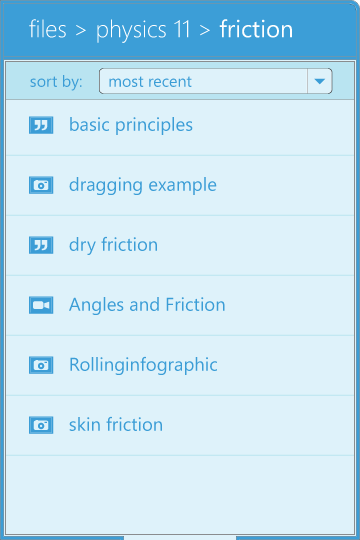 files > physics 11 > friction
sort by: most recent
basic principles
dragging example
dry friction
Angles and Friction
Rollinginfographic
skin friction